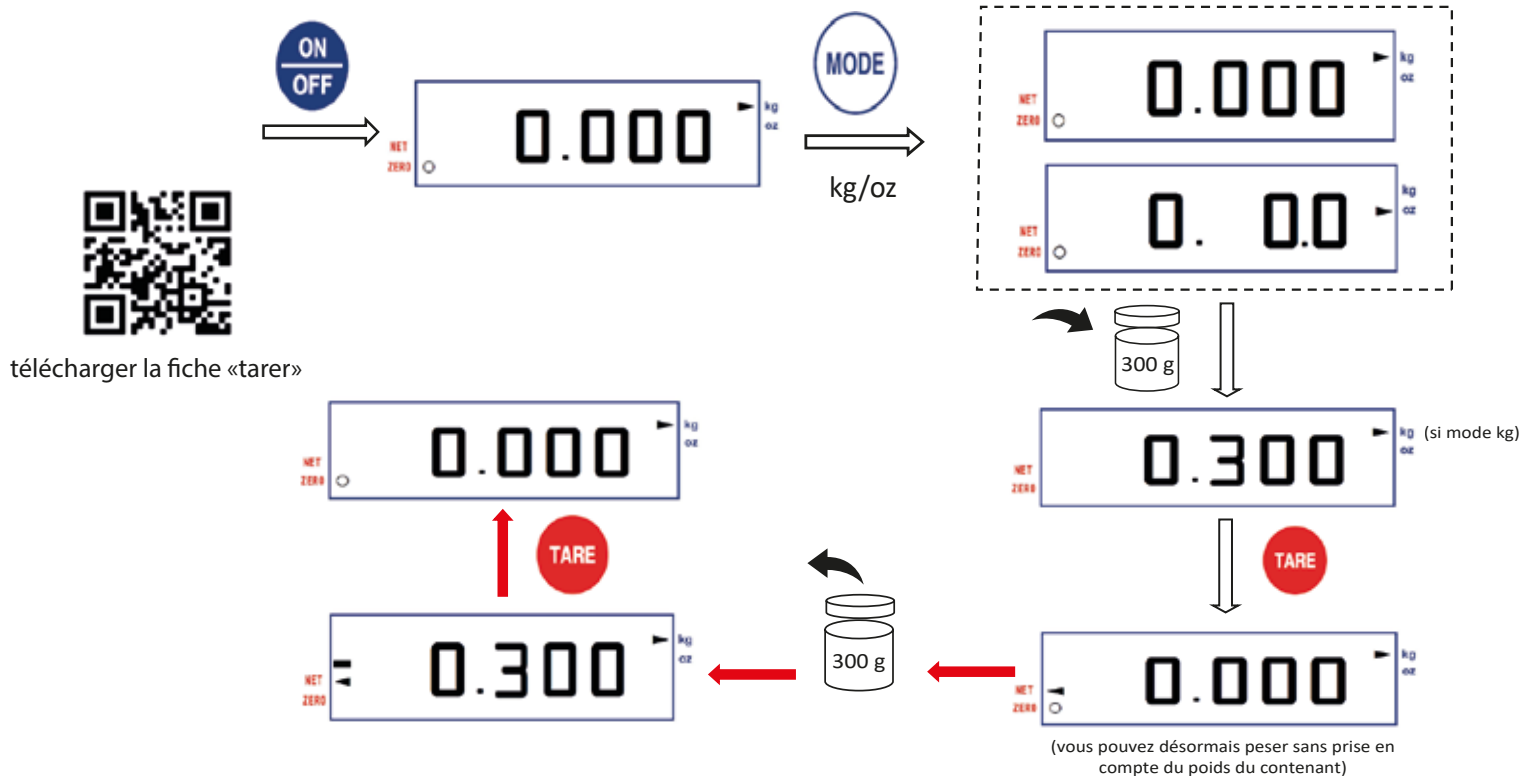 ON
OFF
0.000
kg
oz
NET
ZERO
MODE
kg/oz
0.000
kg
oz
NET
ZERO
0. 0.0
kg
oz
NET
ZERO
télécharger la fiche «tarer»
300 g
0.300
kg
oz
(si mode kg)
NET
ZERO
TARE
0.000
kg
oz
NET
ZERO
(vous pouvez désormais peser sans prise en
compte du poids du contenant)
300 g
0.300
kg
oz
NET
ZERO
TARE
0.000
kg
oz
NET
ZERO